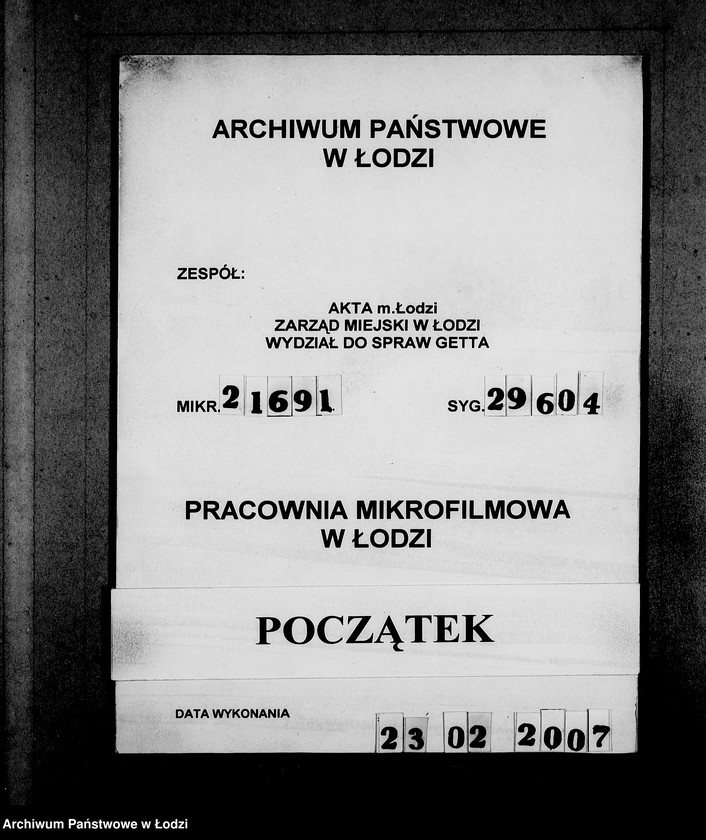 ARCHIWUM PAŃSTWOWE
W ŁODZI
ZESPÓŁ:
AKTA m.Łodzi
ZARZĄD MIEJSKI W ŁODZI
WYDZIAŁ DO SPRAW GETTA
MIKR. 21691 SYG. 29604
PRACOWNIA MIKROFILMOWA
W ŁODZI
POCZĄTEK
DATA WYKONANIA
23 02 2007
Archiwum Państwowe w Łodzi